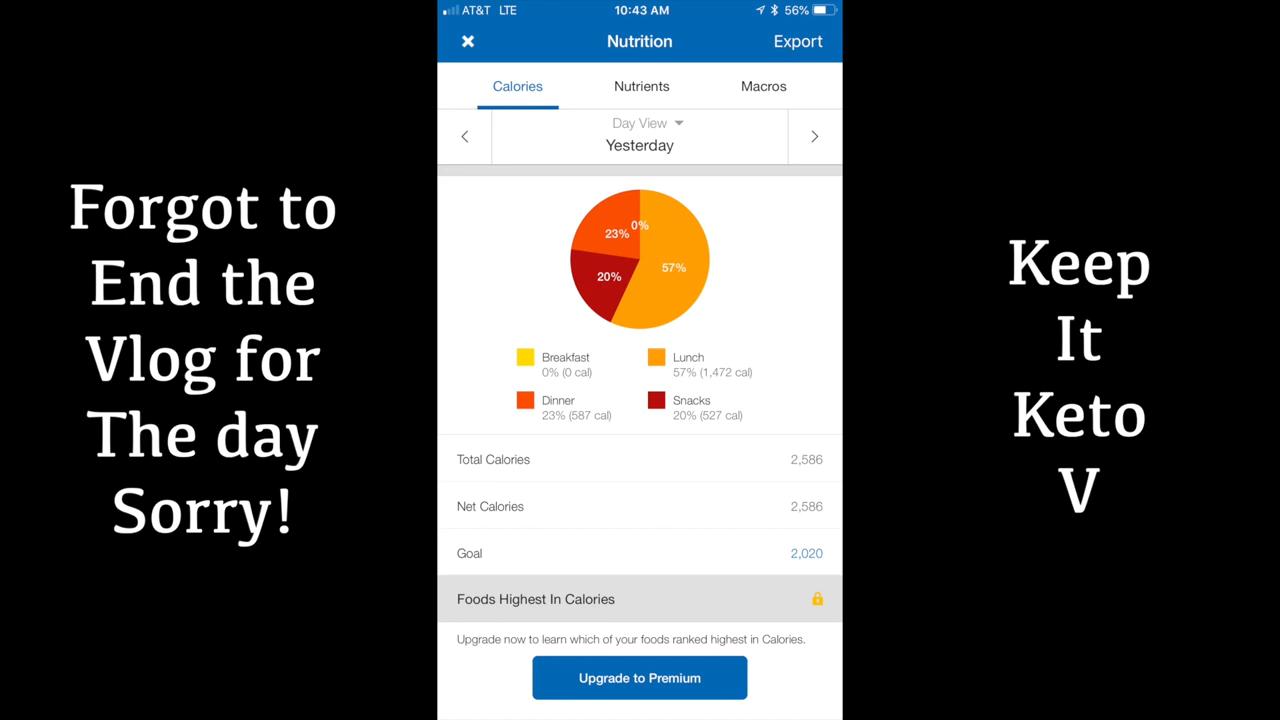 Forgot to
End the
Vlog for
The day
Sorry!
AT&T LTE 10:43 AM 56%
Nutrition Export
Calories Nutrients Macros
Day View
Yesterday
0%
23%
57%
20%
Breakfast
0% (0 cal)
Lunch
57% (1,472 cal)
Dinner
23% (587 cal)
Snacks
20% (527 cal)
Total Calories 2,586
Net Calories 2,586
Goal 2,020
Foods Highest In Calories
Upgrade now to learn which of your foods ranked highest in Calories.
Upgrade to Premium
Keep
It
Keto
V